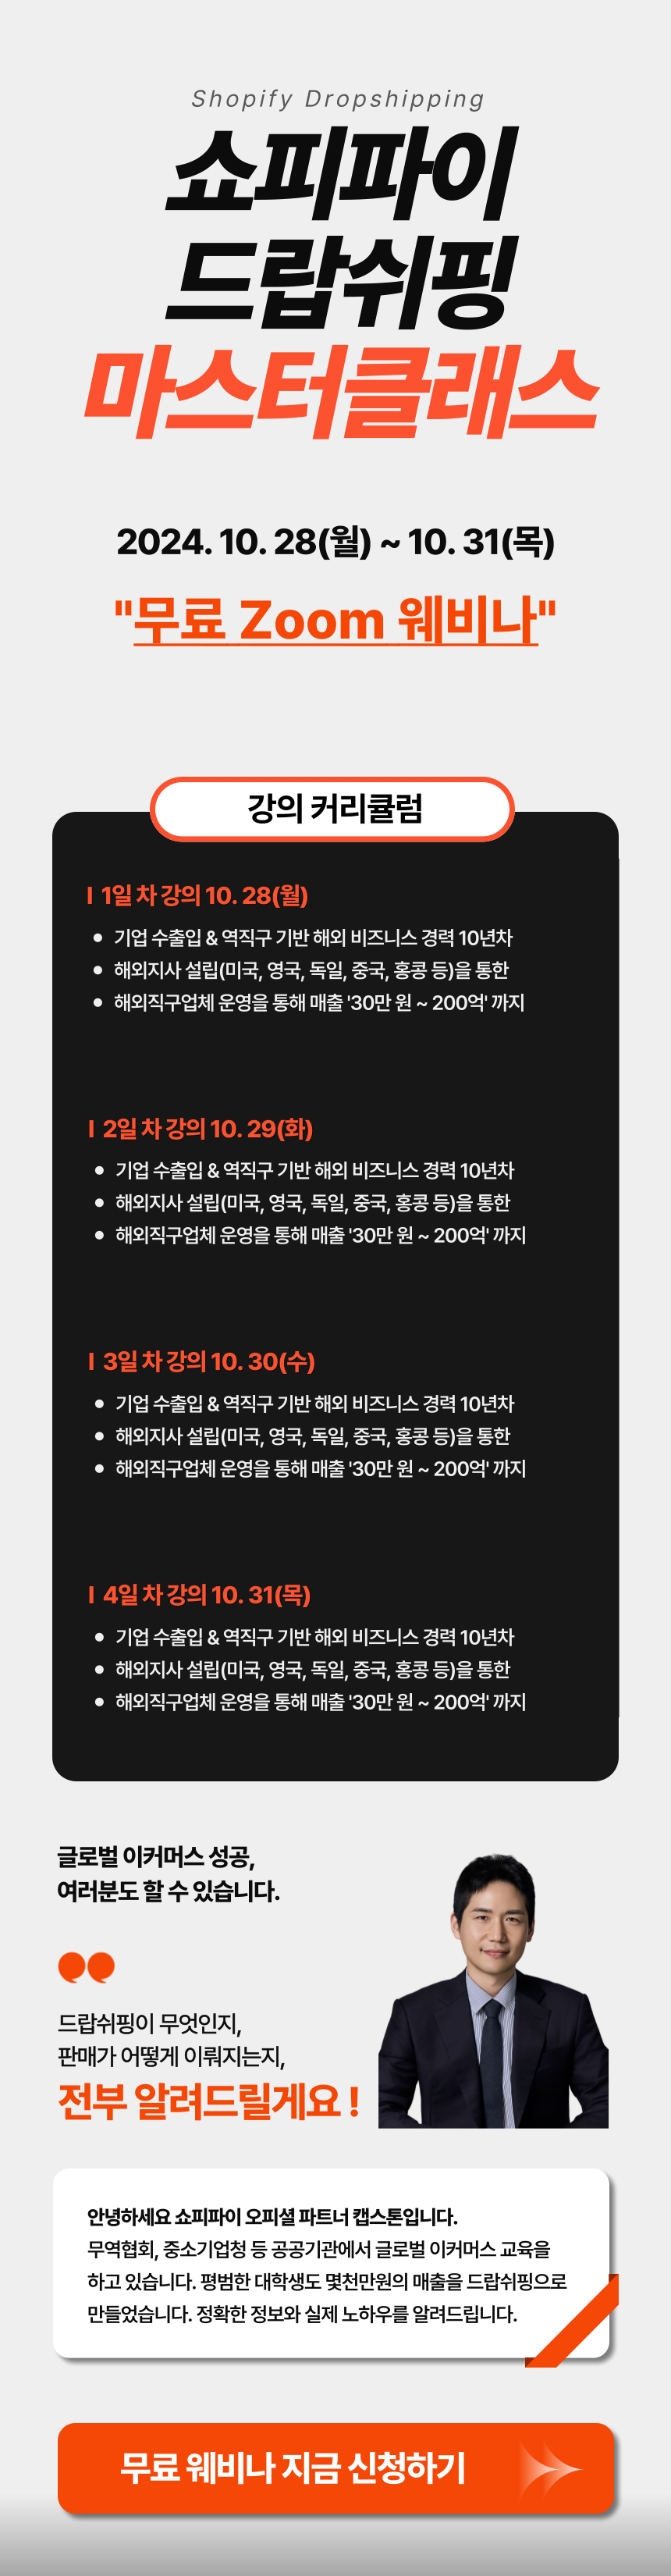 Shopify Dropshipping
쇼피파이
드랍쉬핑
마스터클래스
2024. 10. 28(월) ~ 10. 31(목)
"무료 Zoom 웨비나"
강의 커리큘럼
I 1일 차 강의 10. 28(월)
● 기업 수출입 & 역직구 기반 해외 비즈니스 경력 10년차
● 해외지사 설립(미국, 영국, 독일, 중국, 홍콩 등)을 통한
● 해외직구업체 운영을 통해 매출 '30만 원 ~ 200억' 까지
I 2일 차 강의 10. 29(화)
● 기업 수출입 & 역직구 기반 해외 비즈니스 경력 10년차
● 해외지사 설립(미국, 영국, 독일, 중국, 홍콩 등)을 통한
● 해외직구업체 운영을 통해 매출 '30만 원 ~ 200억' 까지
I 3일 차 강의 10. 30(수)
● 기업 수출입 & 역직구 기반 해외 비즈니스 경력 10년차
● 해외지사 설립(미국, 영국, 독일, 중국, 홍콩 등)을 통한
● 해외직구업체 운영을 통해 매출 '30만 원 ~ 200억' 까지
I 4일 차 강의 10. 31(목)
● 기업 수출입 & 역직구 기반 해외 비즈니스 경력 10년차
● 해외지사 설립(미국, 영국, 독일, 중국, 홍콩 등)을 통한
● 해외직구업체 운영을 통해 매출 '30만 원 ~ 200억' 까지
글로벌 이커머스 성공,
여러분도 할 수 있습니다.
드랍쉬핑이 무엇인지,
판매가 어떻게 이뤄지는지,
전부 알려드릴게요 !
안녕하세요 쇼피파이 오피셜 파트너 캡스톤입니다.
무역협회, 중소기업청 등 공공기관에서 글로벌 이커머스 교육을
하고 있습니다. 평범한 대학생도 몇천만원의 매출을 드랍쉬핑으로
만들었습니다. 정확한 정보와 실제 노하우를 알려드립니다.
무료 웨비나 지금 신청하기